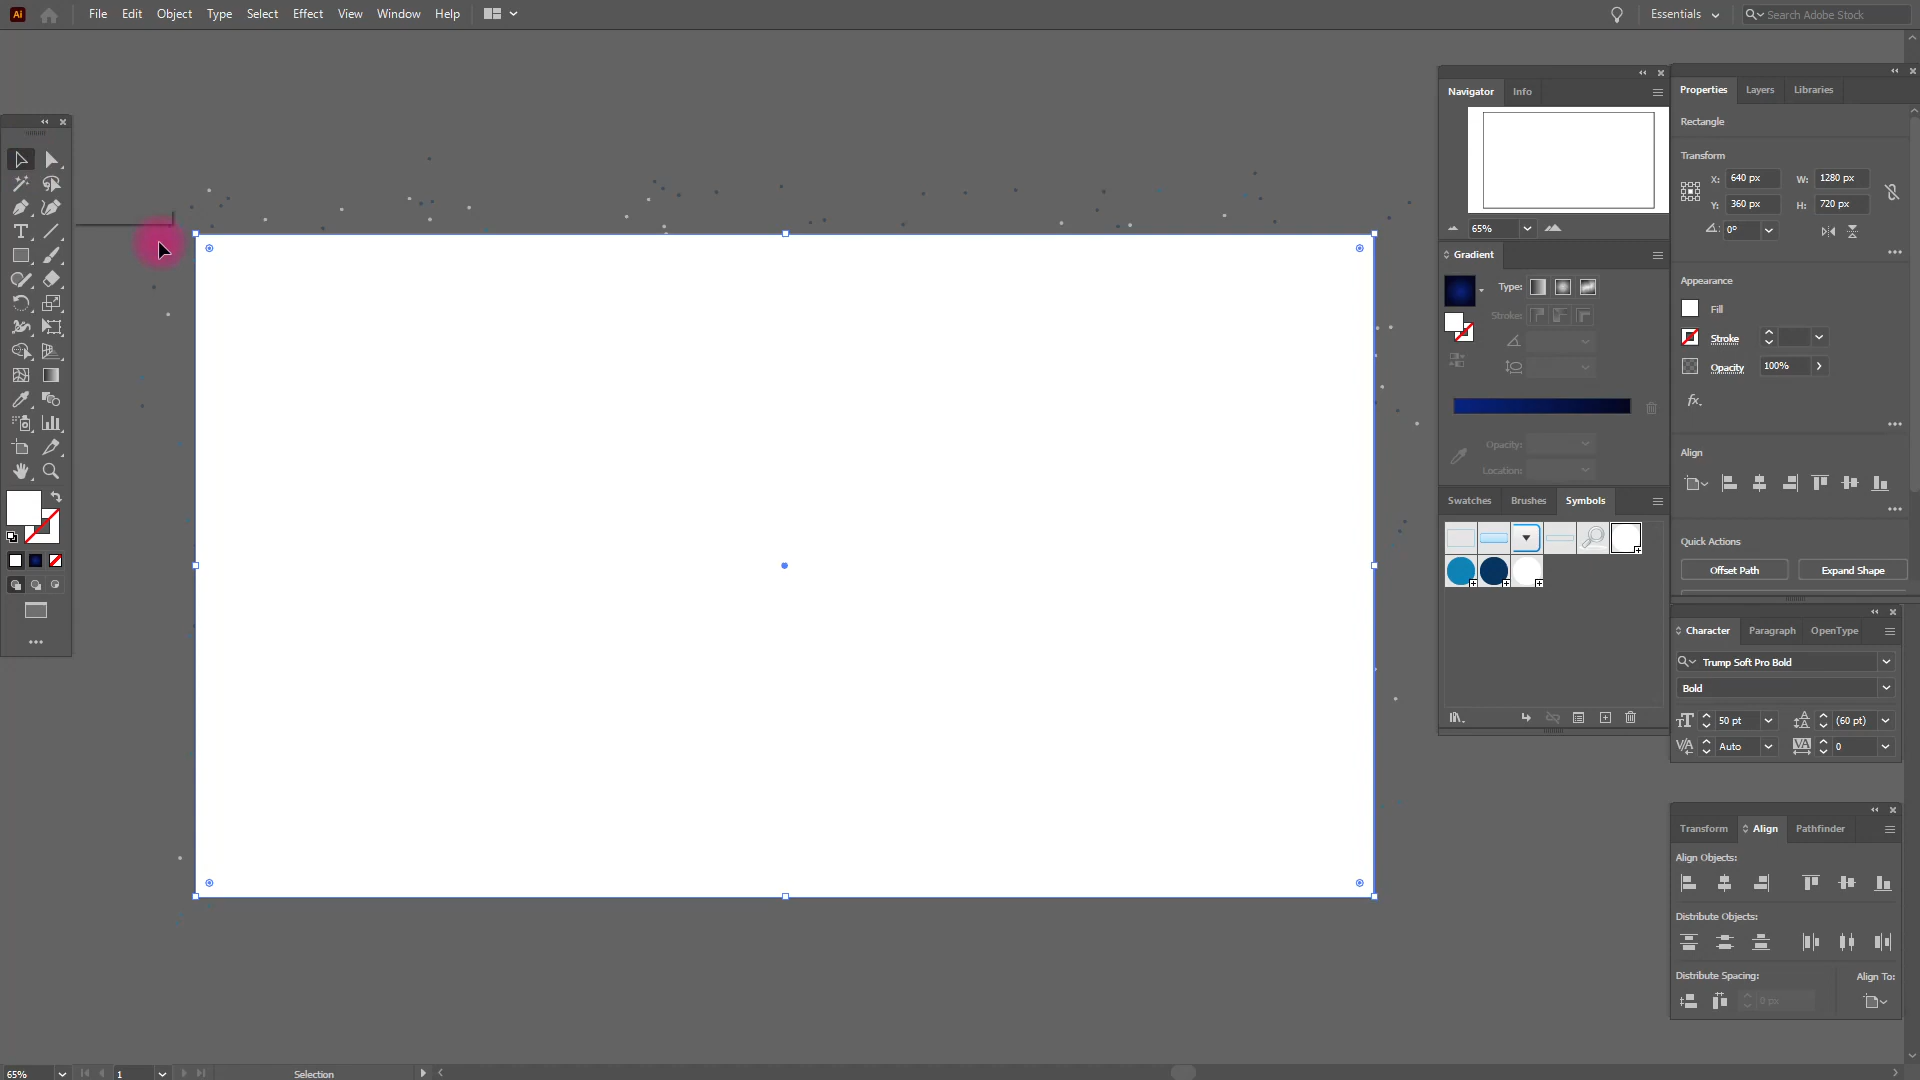 Ai
File Edit Object Type Select Effect View Window Help
Essentials
Search Adobe Stock
T
Navigator Info
65%
Gradient
Type:
Stroke:
Opacity:
Location:
Swatches Brushes Symbols
Properties Layers Libraries
Rectangle
Transform
X: 640 px W: 1280 px
Y: 360 px H: 720 px
0°
Appearance
Fill
Stroke
Opacity 100%
fx.
Align
Quick Actions
Offset Path Expand Shape
Character Paragraph OpenType
Trump Soft Pro Bold
Bold
50 pt (60 pt)
Auto 0
Transform Align Pathfinder
Align Objects:
Distribute Objects:
Distribute Spacing: Align To:
0 px
65% 1 Selection